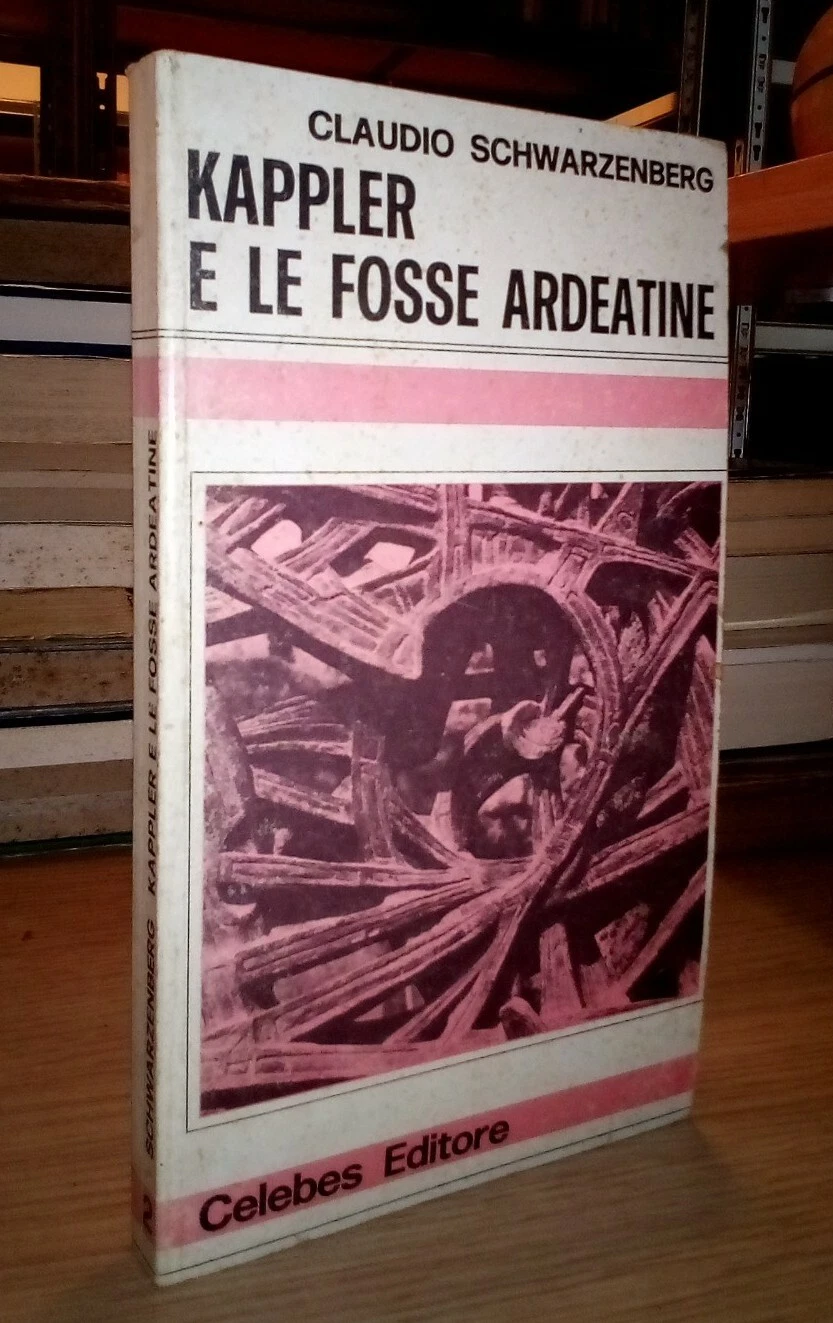 CLAUDIO SCHWARZENBERG
KAPPLER
E LE FOSSE ARDEATINE
Celebes Editore
SCHWARZENBERG KAPPLER E LE FOSSE ARDEATINE
2